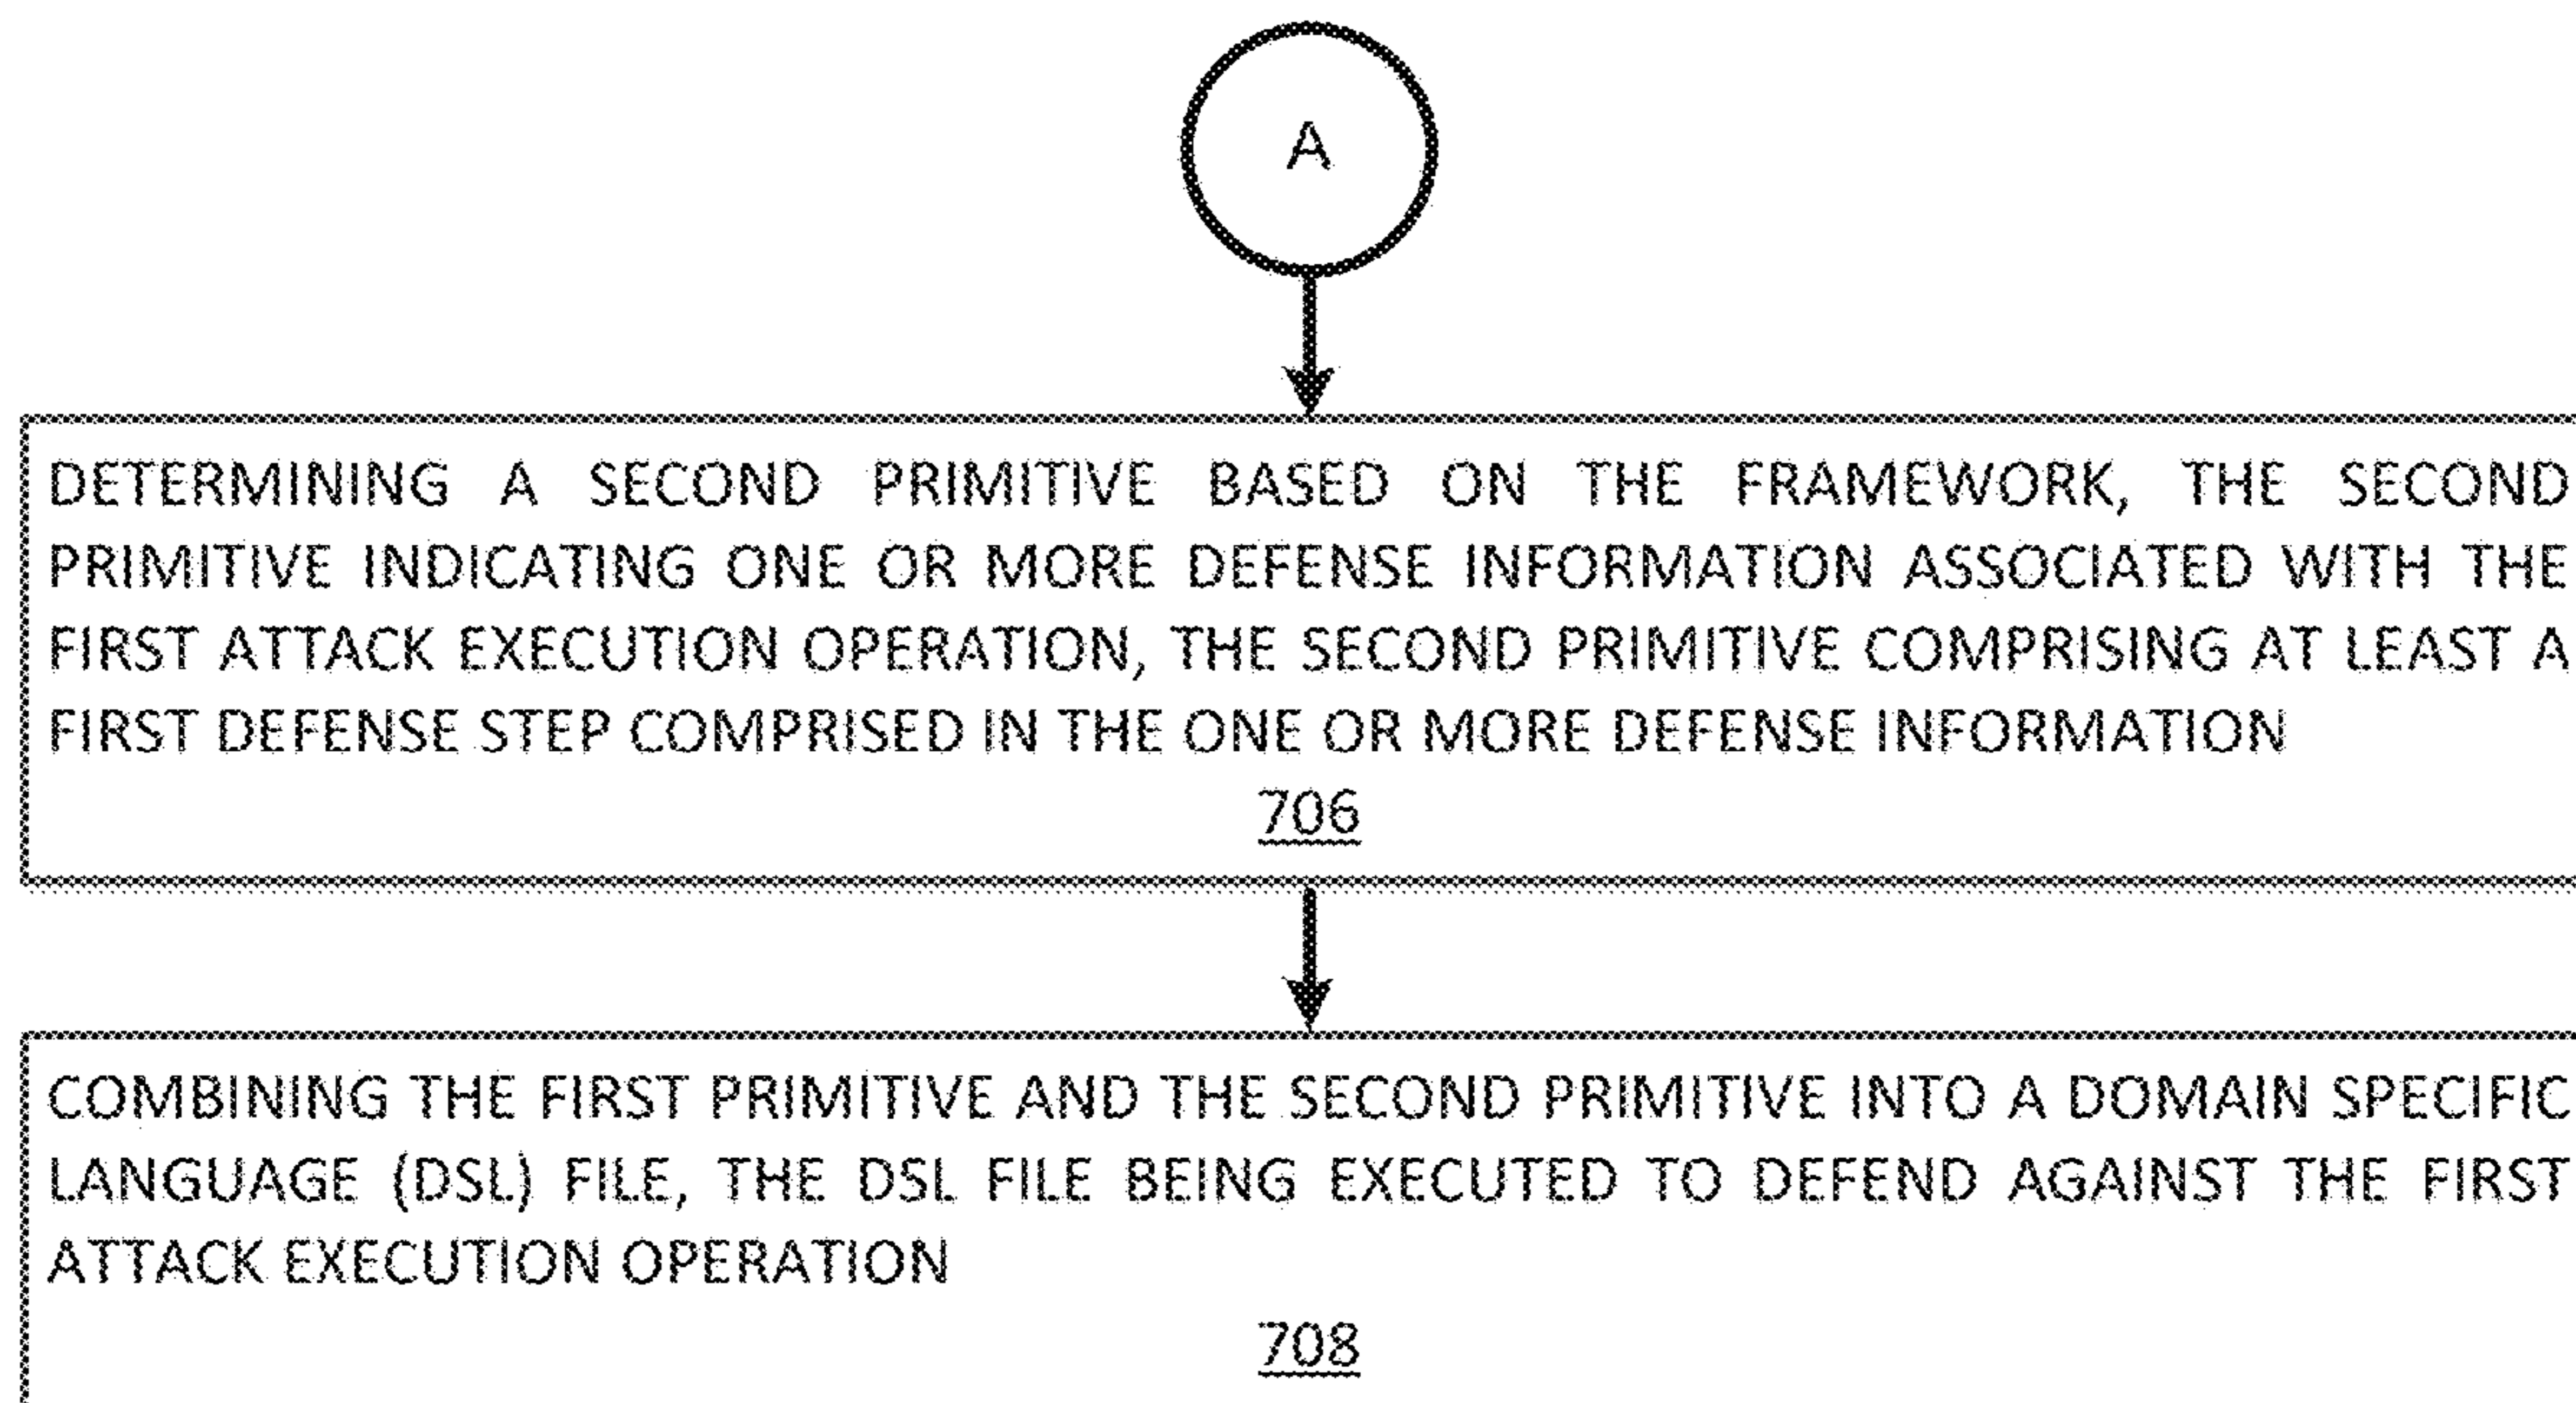 A
DETERMINING A SECOND PRIMITIVE BASED ON THE FRAMEWORK, THE SECOND
PRIMITIVE INDICATING ONE OR MORE DEFENSE INFORMATION ASSOCIATED WITH THE
FIRST ATTACK EXECUTION OPERATION, THE SECOND PRIMITIVE COMPRISING AT LEAST A
FIRST DEFENSE STEP COMPRISED IN THE ONE OR MORE DEFENSE INFORMATION
706
COMBINING THE FIRST PRIMITIVE AND THE SECOND PRIMITIVE INTO A DOMAIN SPECIFIC
LANGUAGE (DSL) FILE, THE DSL FILE BEING EXECUTED TO DEFEND AGAINST THE FIRST
ATTACK EXECUTION OPERATION
708